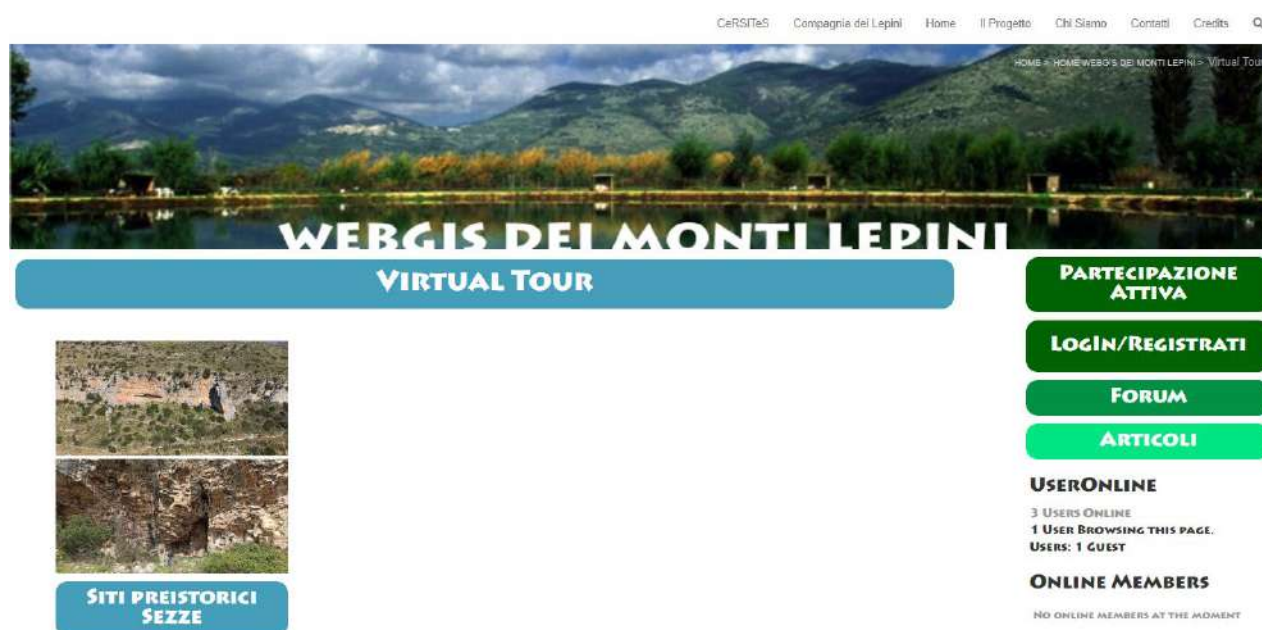 CeRSITeS Compagnia dei Lepini Home Il Progetto Chi Siamo Contatti Credits
HOME > HOME WEBGIS DEI MONTI LEPINI > Virtual Tour
WEBGIS DEI MONTI LEPINI
VIRTUAL TOUR
PARTECIPAZIONE
ATTIVA
LOGIN/REGISTRATI
FORUM
ARTICOLI
USERONLINE
3 USERS ONLINE
1 USER BROWSING THIS PAGE.
USERS: 1 GUEST
ONLINE MEMBERS
NO ONLINE MEMBERS AT THE MOMENT
SITI PREISTORICI
SEZZE